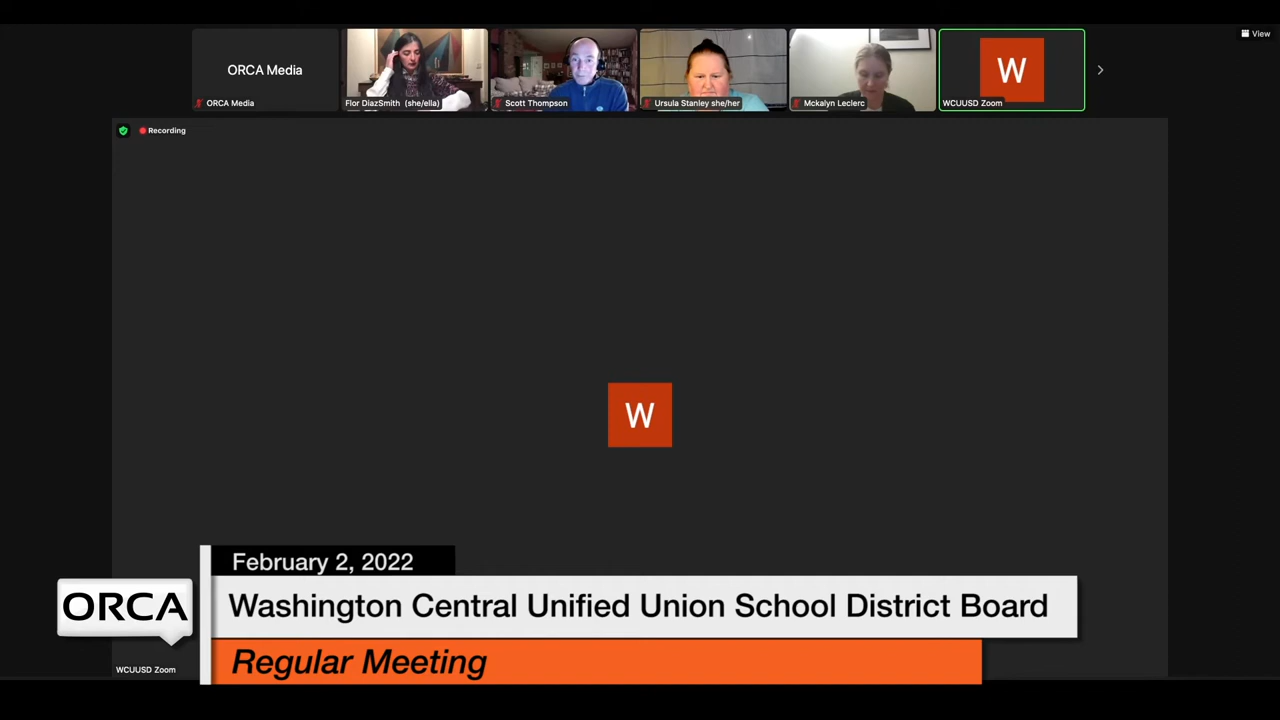 View
ORCA Media
ORCA Media
Flor DiazSmith (she/ella)
Scott Thompson
Ursula Stanley she/her
Mckalyn Leclerc
W
WCUUSD Zoom
Recording
W
February 2, 2022
ORCA
Washington Central Unified Union School District Board
Regular Meeting
WCUUSD Zoom